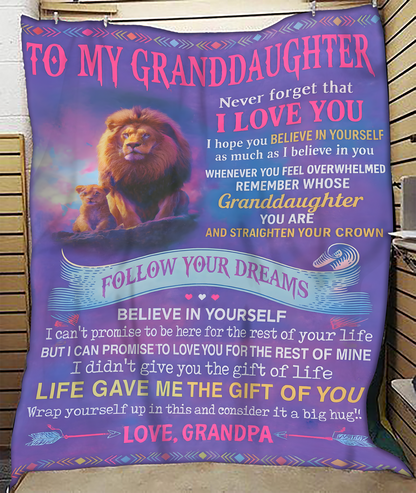 TO MY GRANDDAUGHTER
Never forget that
I LOVE YOU
I hope you BELIEVE IN YOURSELF
as much as I believe in you
WHENEVER YOU FEEL OVERWHELMED
REMEMBER WHOSE
Granddaughter
YOU ARE
AND STRAIGHTEN YOUR CROWN
FOLLOW YOUR DREAMS
BELIEVE IN YOURSELF
I can't promise to be here for the rest of your life
BUT I CAN PROMISE TO LOVE YOU FOR THE REST OF MINE
I didn't give you the gift of life
LIFE GAVE ME THE GIFT OF YOU
Wrap yourself up in this and consider it a big hug!!
LOVE, GRANDPA